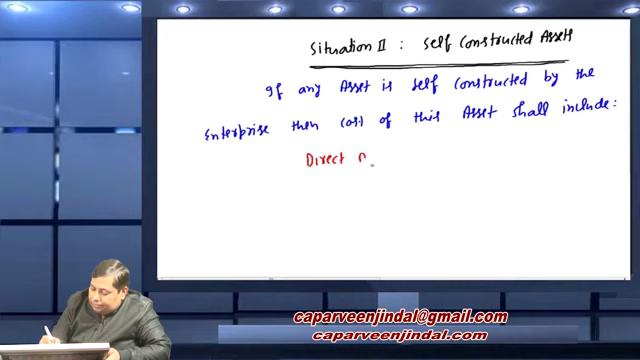 Situation II : Self Constructed Assets
If any Asset is self constructed by the
Enterprise then cost of this Asset shall include:
Direct
caparveenjindal@gmail.com
caparveenjindal.com